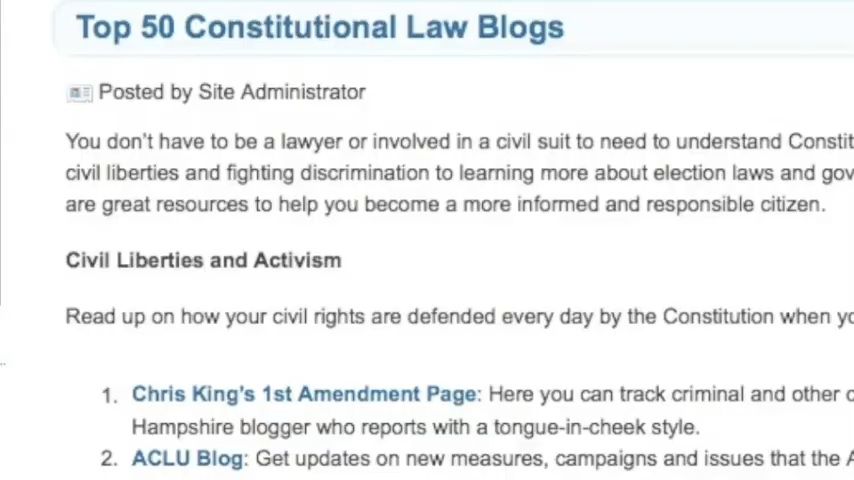 Top 50 Constitutional Law Blogs
Posted by Site Administrator
You don't have to be a lawyer or involved in a civil suit to need to understand Constit
civil liberties and fighting discrimination to learning more about election laws and gov
are great resources to help you become a more informed and responsible citizen.
Civil Liberties and Activism
Read up on how your civil rights are defended every day by the Constitution when yo
1. Chris King's 1st Amendment Page: Here you can track criminal and other c
Hampshire blogger who reports with a tongue-in-cheek style.
2. ACLU Blog: Get updates on new measures, campaigns and issues that the A